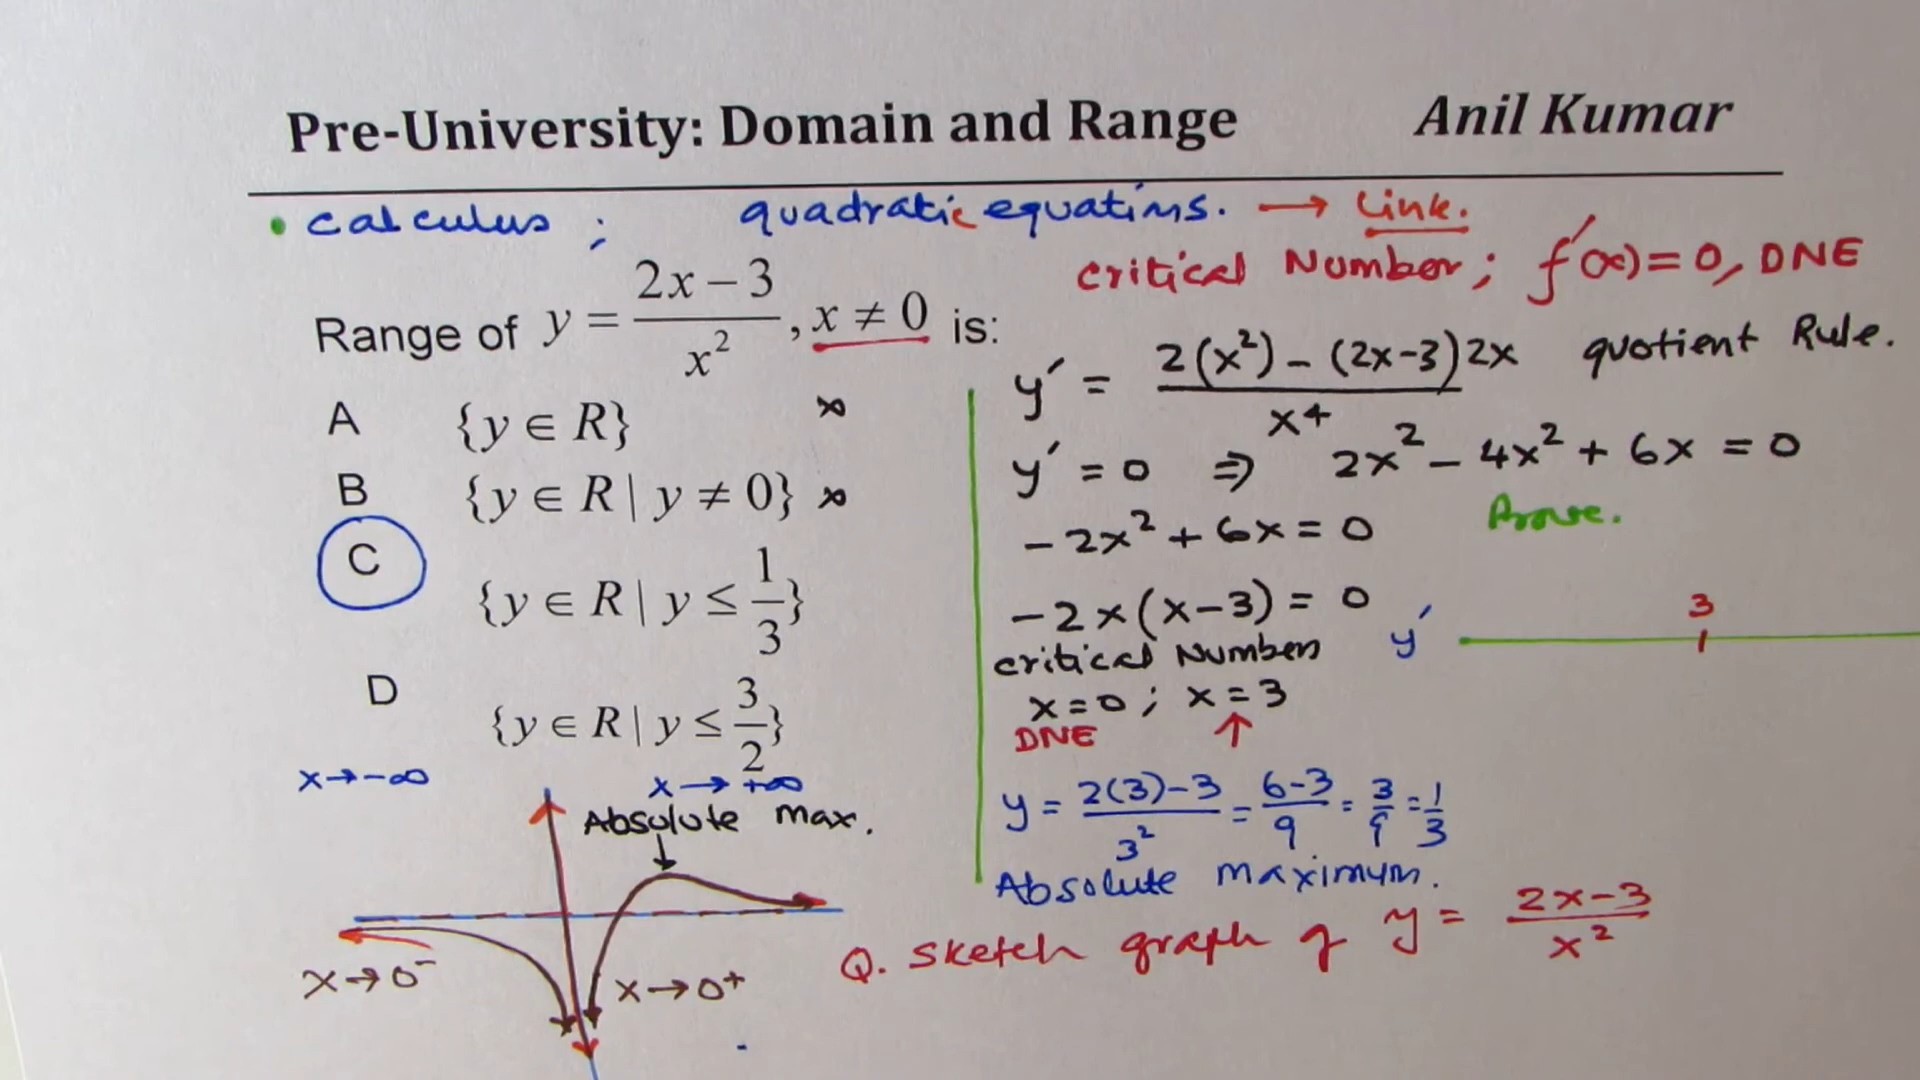 Pre-University: Domain and Range Anil Kumar
• calculus ; quadratic equations. → Link.
critical Number ; f'(x) = 0, DNE
Range of y = (2x − 3)/x², x ≠ 0 is:
A {y ∈ R}
B {y ∈ R | y ≠ 0}
C {y ∈ R | y ≤ 1/3}
D {y ∈ R | y ≤ 3/2}
y' = (2(x²) − (2x−3)2x)/x⁴ quotient Rule.
y' = 0 ⇒ 2x² − 4x² + 6x = 0
Prove.
−2x² + 6x = 0
−2x(x−3) = 0
critical Number
x = 0 ; x = 3
DNE ↑
y' 3
y = (2(3)−3)/3² = (6−3)/9 = 3/9 = 1/3
Absolute maximum.
x → −∞ x → +∞
Absolute max.
x → 0⁻ x → 0⁺
Q. sketch graph of y = (2x−3)/x²